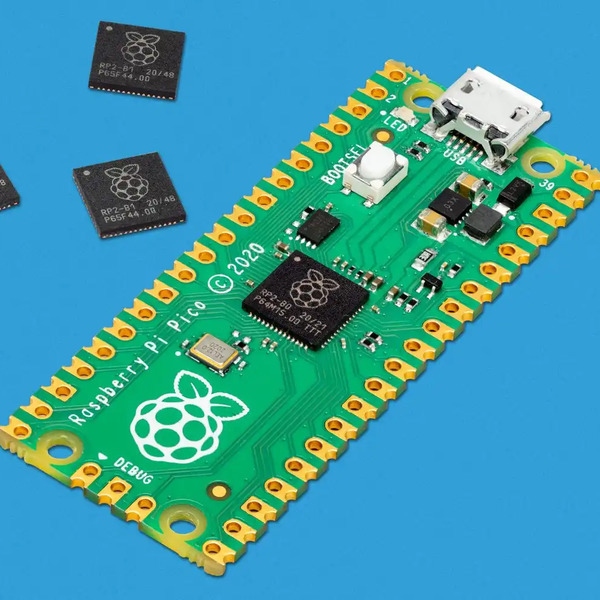 RP2-B1 20/48
P65F44.00
RP2-B1 20/48
P65F44.00
1
2
LED
BOOTSEL
USB
39
RP2-B0 20/21
P64M15.00 TTT
Raspberry Pi Pico © 2020
DEBUG